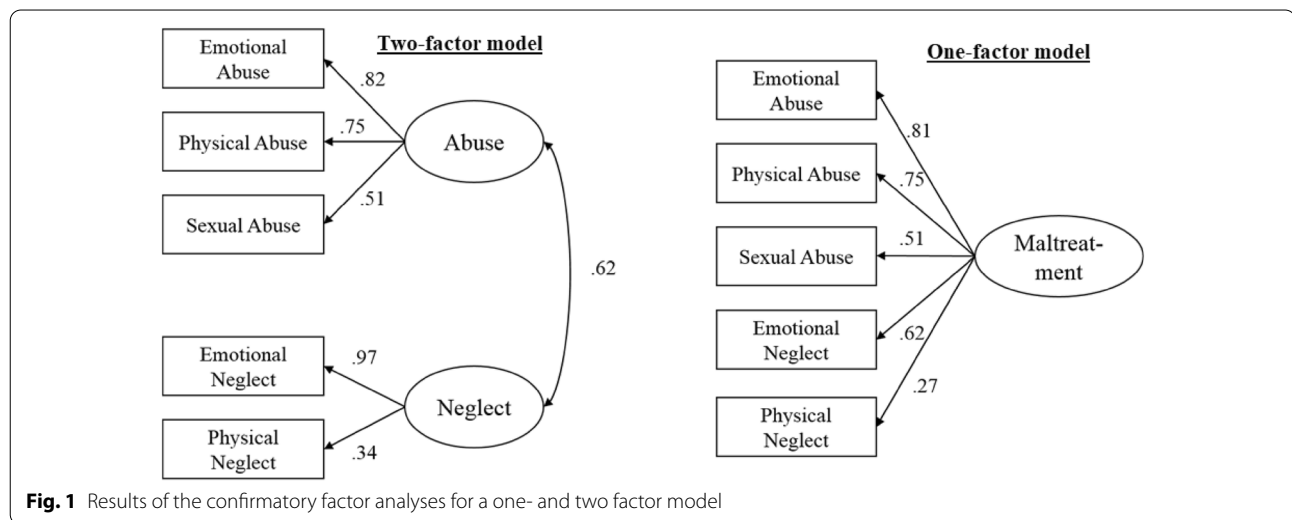 Two-factor model
Emotional
Abuse
.82
Physical Abuse
.75
Abuse
Sexual Abuse
.51
.62
Emotional
Neglect
.97
Neglect
Physical
Neglect
.34
One-factor model
Emotional
Abuse
.81
Physical Abuse
.75
Sexual Abuse
.51
Maltreat-
ment
Emotional
Neglect
.62
Physical
Neglect
.27
Fig. 1 Results of the confirmatory factor analyses for a one- and two factor model